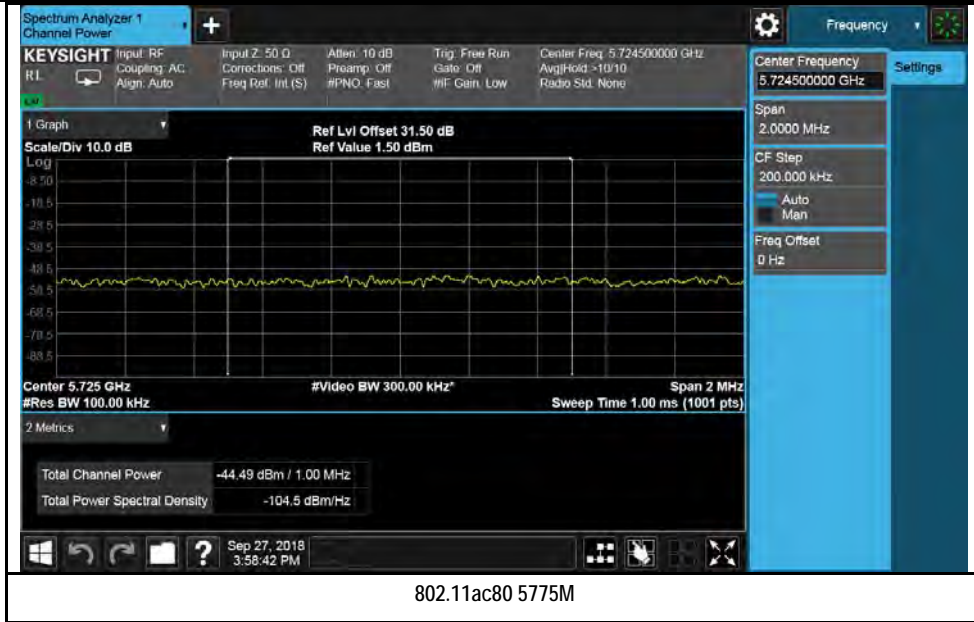 Spectrum Analyzer 1
Channel Power
+
Frequency
KEYSIGHT
Input: RF
Coupling: AC
Align: Auto
Input Z: 50 Ω
Corrections: Off
Freq Ref: Int (S)
Atten: 10 dB
Preamp: Off
#PNO: Fast
Trig: Free Run
Gate: Off
#IF Gain: Low
Center Freq: 5.724500000 GHz
Avg|Hold: >10/10
Radio Std: None
1 Graph
Scale/Div 10.0 dB
Ref Lvl Offset 31.50 dB
Ref Value 1.50 dBm
Log
-8.50
-18.5
-28.5
-38.5
-48.5
-58.5
-68.5
-78.5
-88.5
Center 5.725 GHz
#Video BW 300.00 kHz*
Span 2 MHz
#Res BW 100.00 kHz
Sweep Time 1.00 ms (1001 pts)
2 Metrics
Total Channel Power -44.49 dBm / 1.00 MHz
Total Power Spectral Density -104.5 dBm/Hz
?
Sep 27, 2018
3:58:42 PM
Center Frequency
5.724500000 GHz
Settings
Span
2.0000 MHz
CF Step
200.000 kHz
Auto
Man
Freq Offset
0 Hz
802.11ac80 5775M